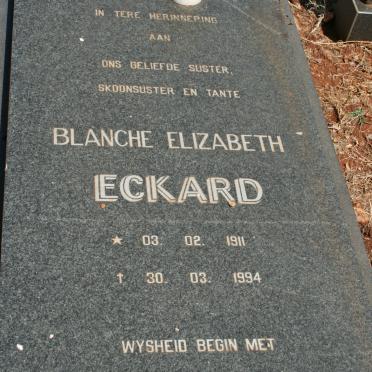 IN TERE HERINNERING
AAN
ONS GELIEFDE SUSTER,
SKOONSUSTER EN TANTE
BLANCHE ELIZABETH
ECKARD
★ 03. 02. 1911
† 30. 03. 1994
WYSHEID BEGIN MET